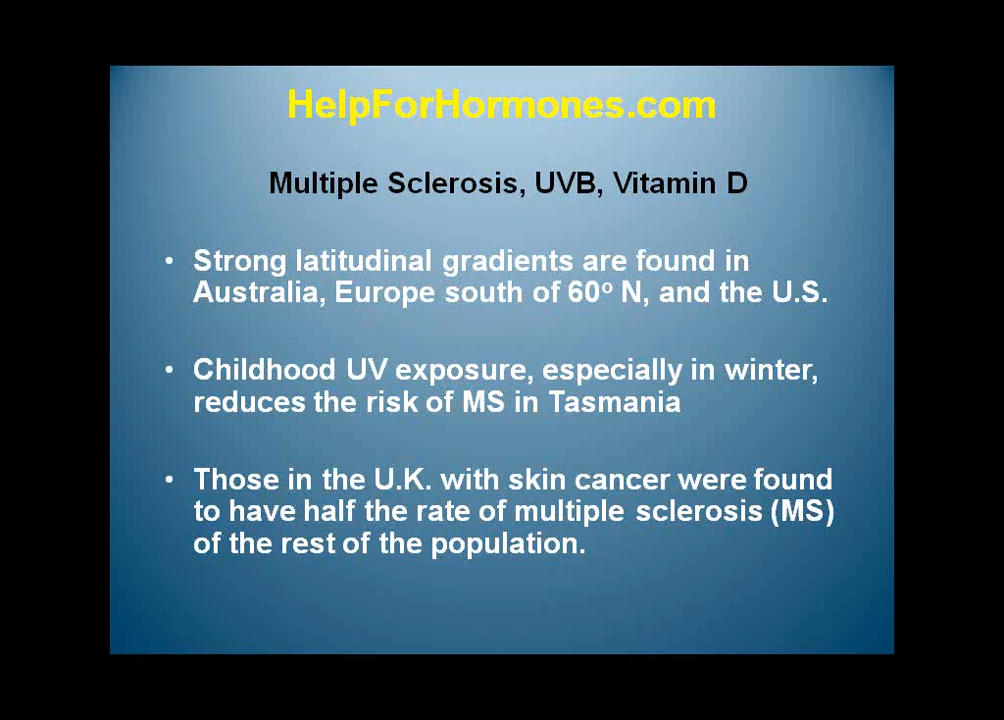 HelpForHormones.com
Multiple Sclerosis, UVB, Vitamin D
• Strong latitudinal gradients are found in
Australia, Europe south of 60º N, and the U.S.
• Childhood UV exposure, especially in winter,
reduces the risk of MS in Tasmania
• Those in the U.K. with skin cancer were found
to have half the rate of multiple sclerosis (MS)
of the rest of the population.